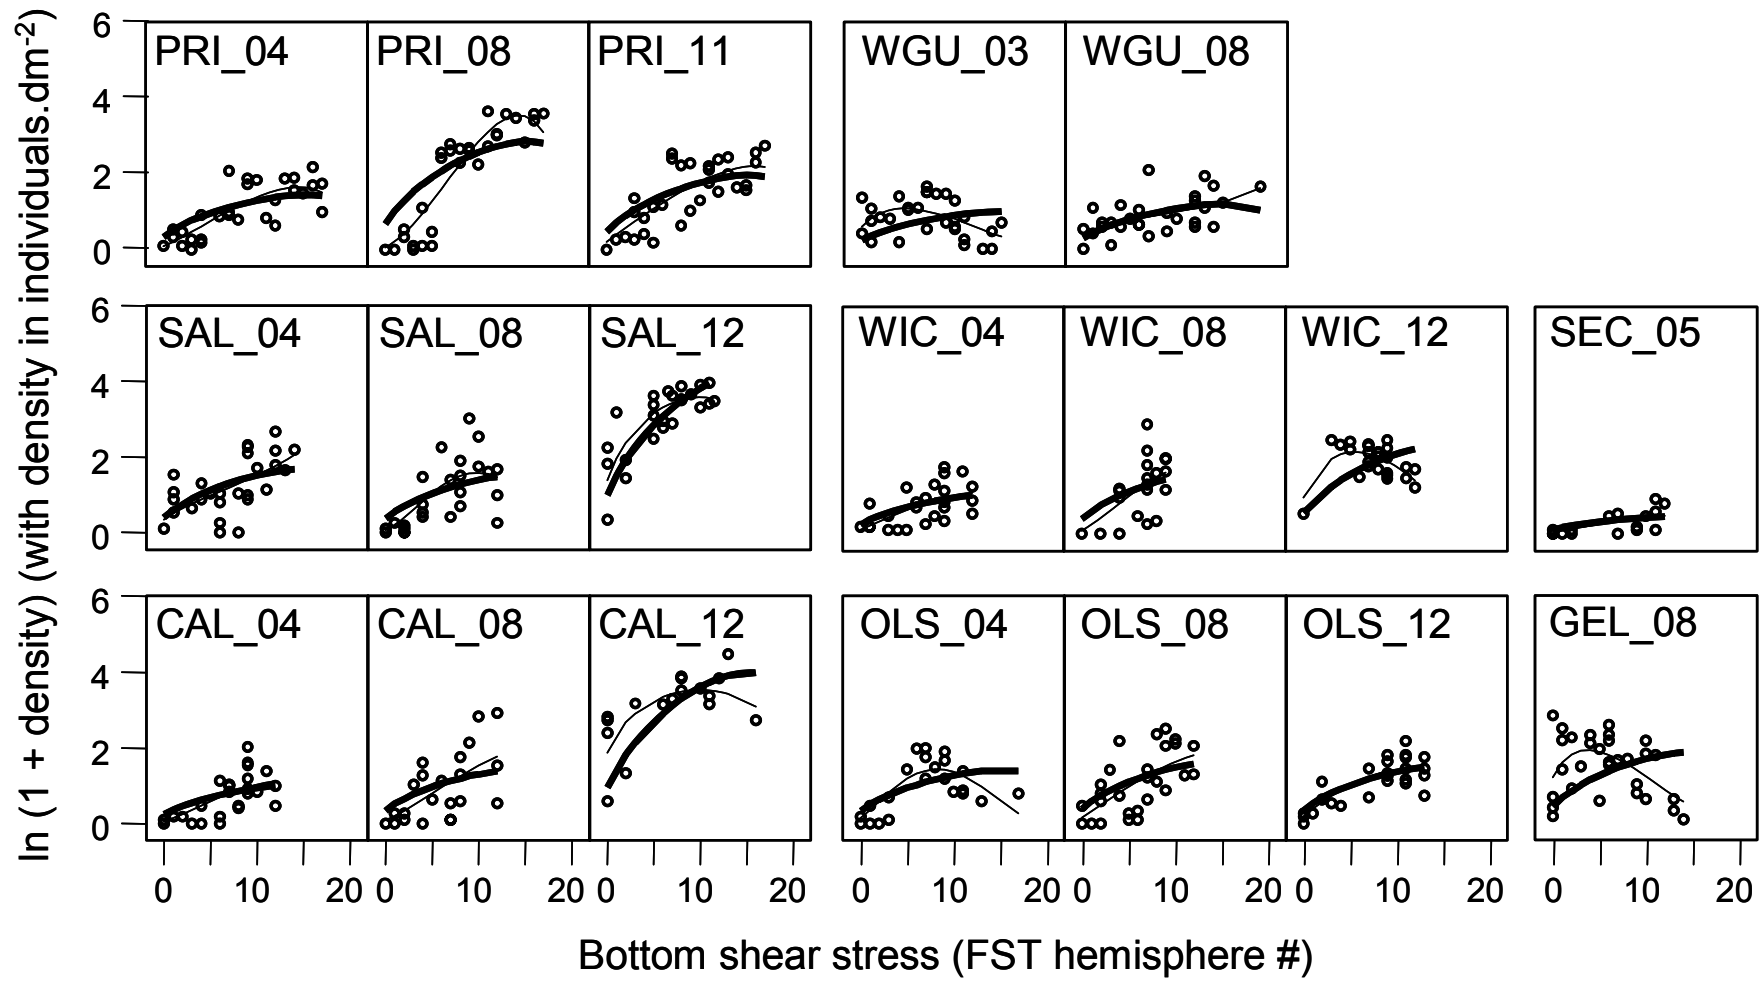 ln (1 + density) (with density in individuals.dm-2)
6
4
2
0
PRI_04
PRI_08
PRI_11
WGU_03
WGU_08
6
4
2
0
SAL_04
SAL_08
SAL_12
WIC_04
WIC_08
WIC_12
SEC_05
6
4
2
0
CAL_04
CAL_08
CAL_12
OLS_04
OLS_08
OLS_12
GEL_08
0 10 20 0 10 0 10 20 0 10 20 0 10 0 10 20 0 10 20
Bottom shear stress (FST hemisphere #)